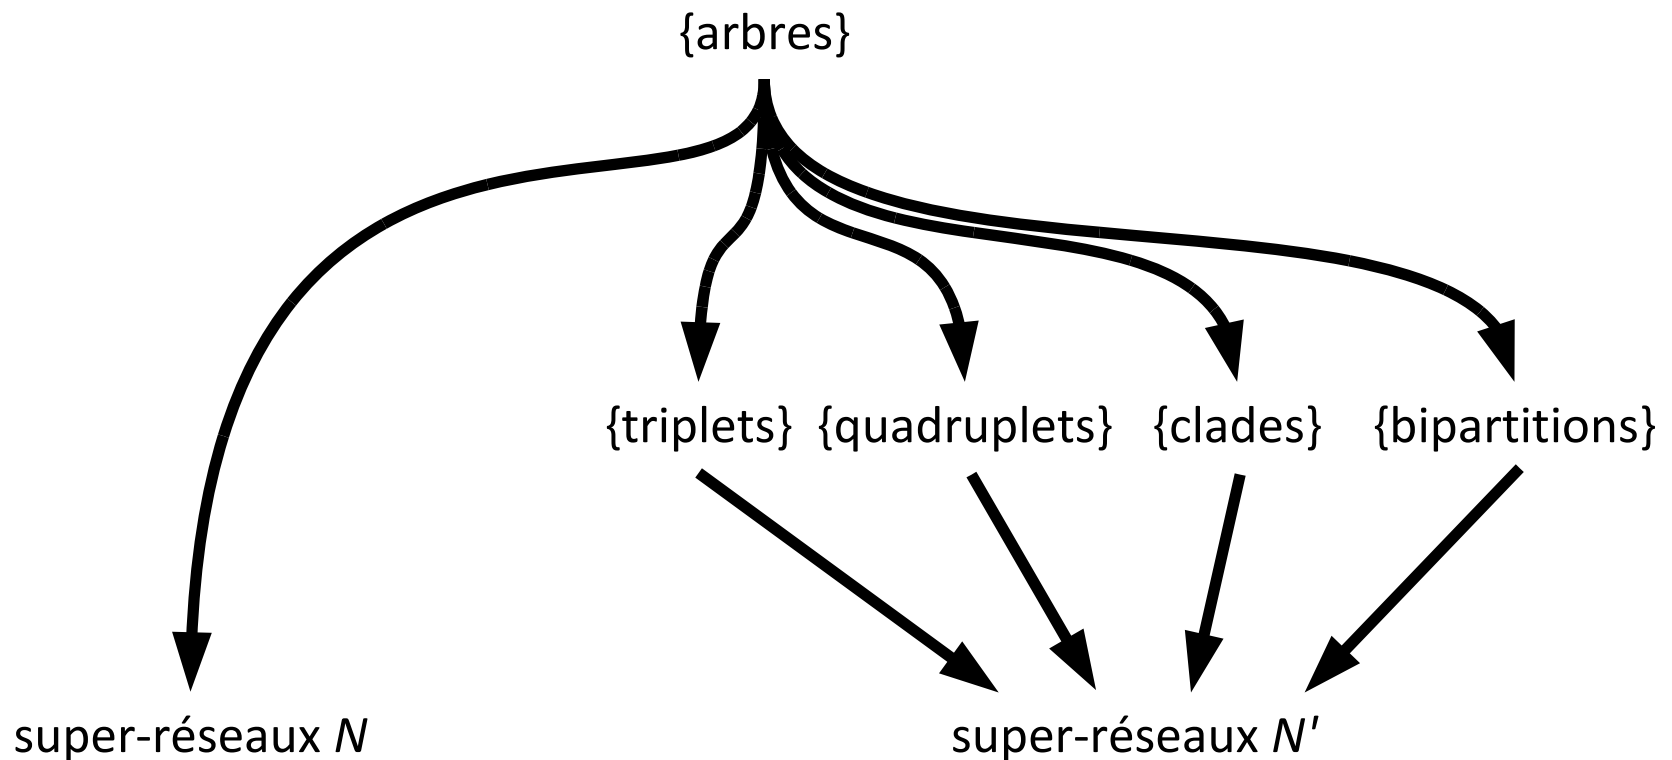 {arbres}
{triplets} {quadruplets} {clades} {bipartitions}
super-réseaux N super-réseaux N'